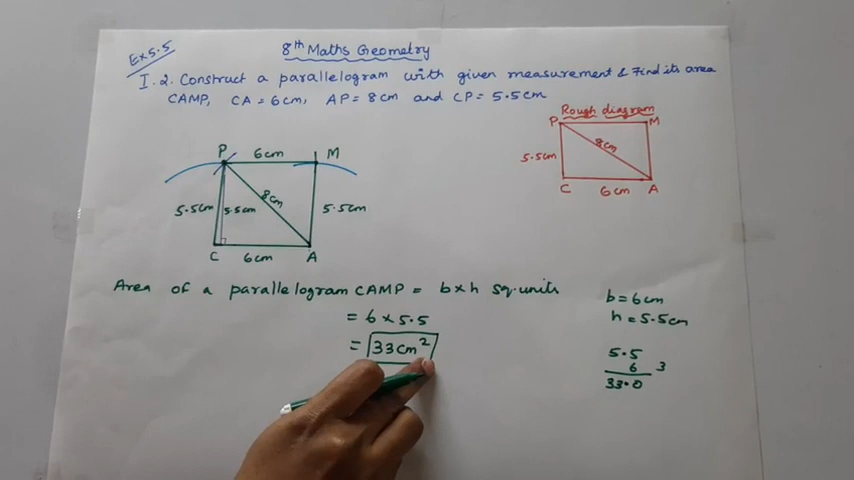 Ex 5.5
8th Maths Geometry
I. 2. Construct a parallelogram with given measurement & Find its area
CAMP, CA = 6cm, AP = 8cm and CP = 5.5cm
Rough diagram
P M
8cm
5.5cm
C 6cm A
P 6cm M
8cm
5.5cm 5.5cm 5.5cm
C 6cm A
Area of a parallelogram CAMP = b x h sq.units
= 6 x 5.5
= 33cm²
b = 6cm
h = 5.5cm
5.5
6 3
33.0